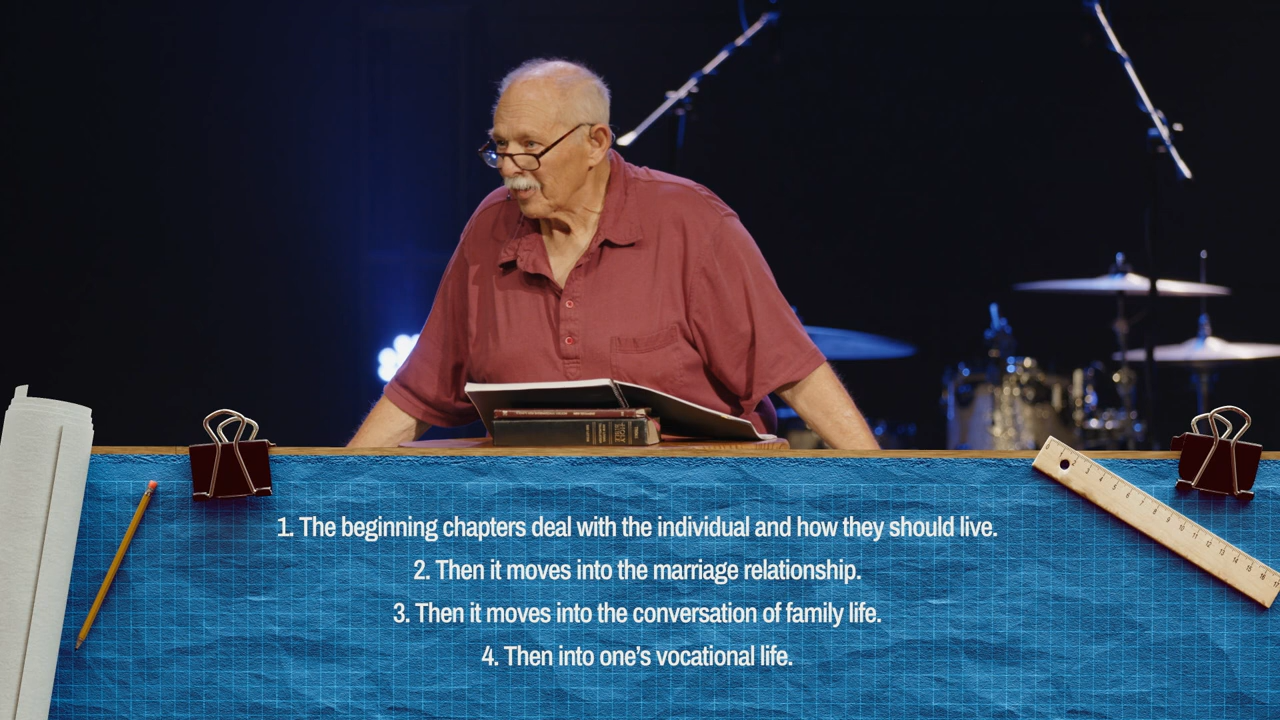 1. The beginning chapters deal with the individual and how they should live.
2. Then it moves into the marriage relationship.
3. Then it moves into the conversation of family life.
4. Then into one’s vocational life.